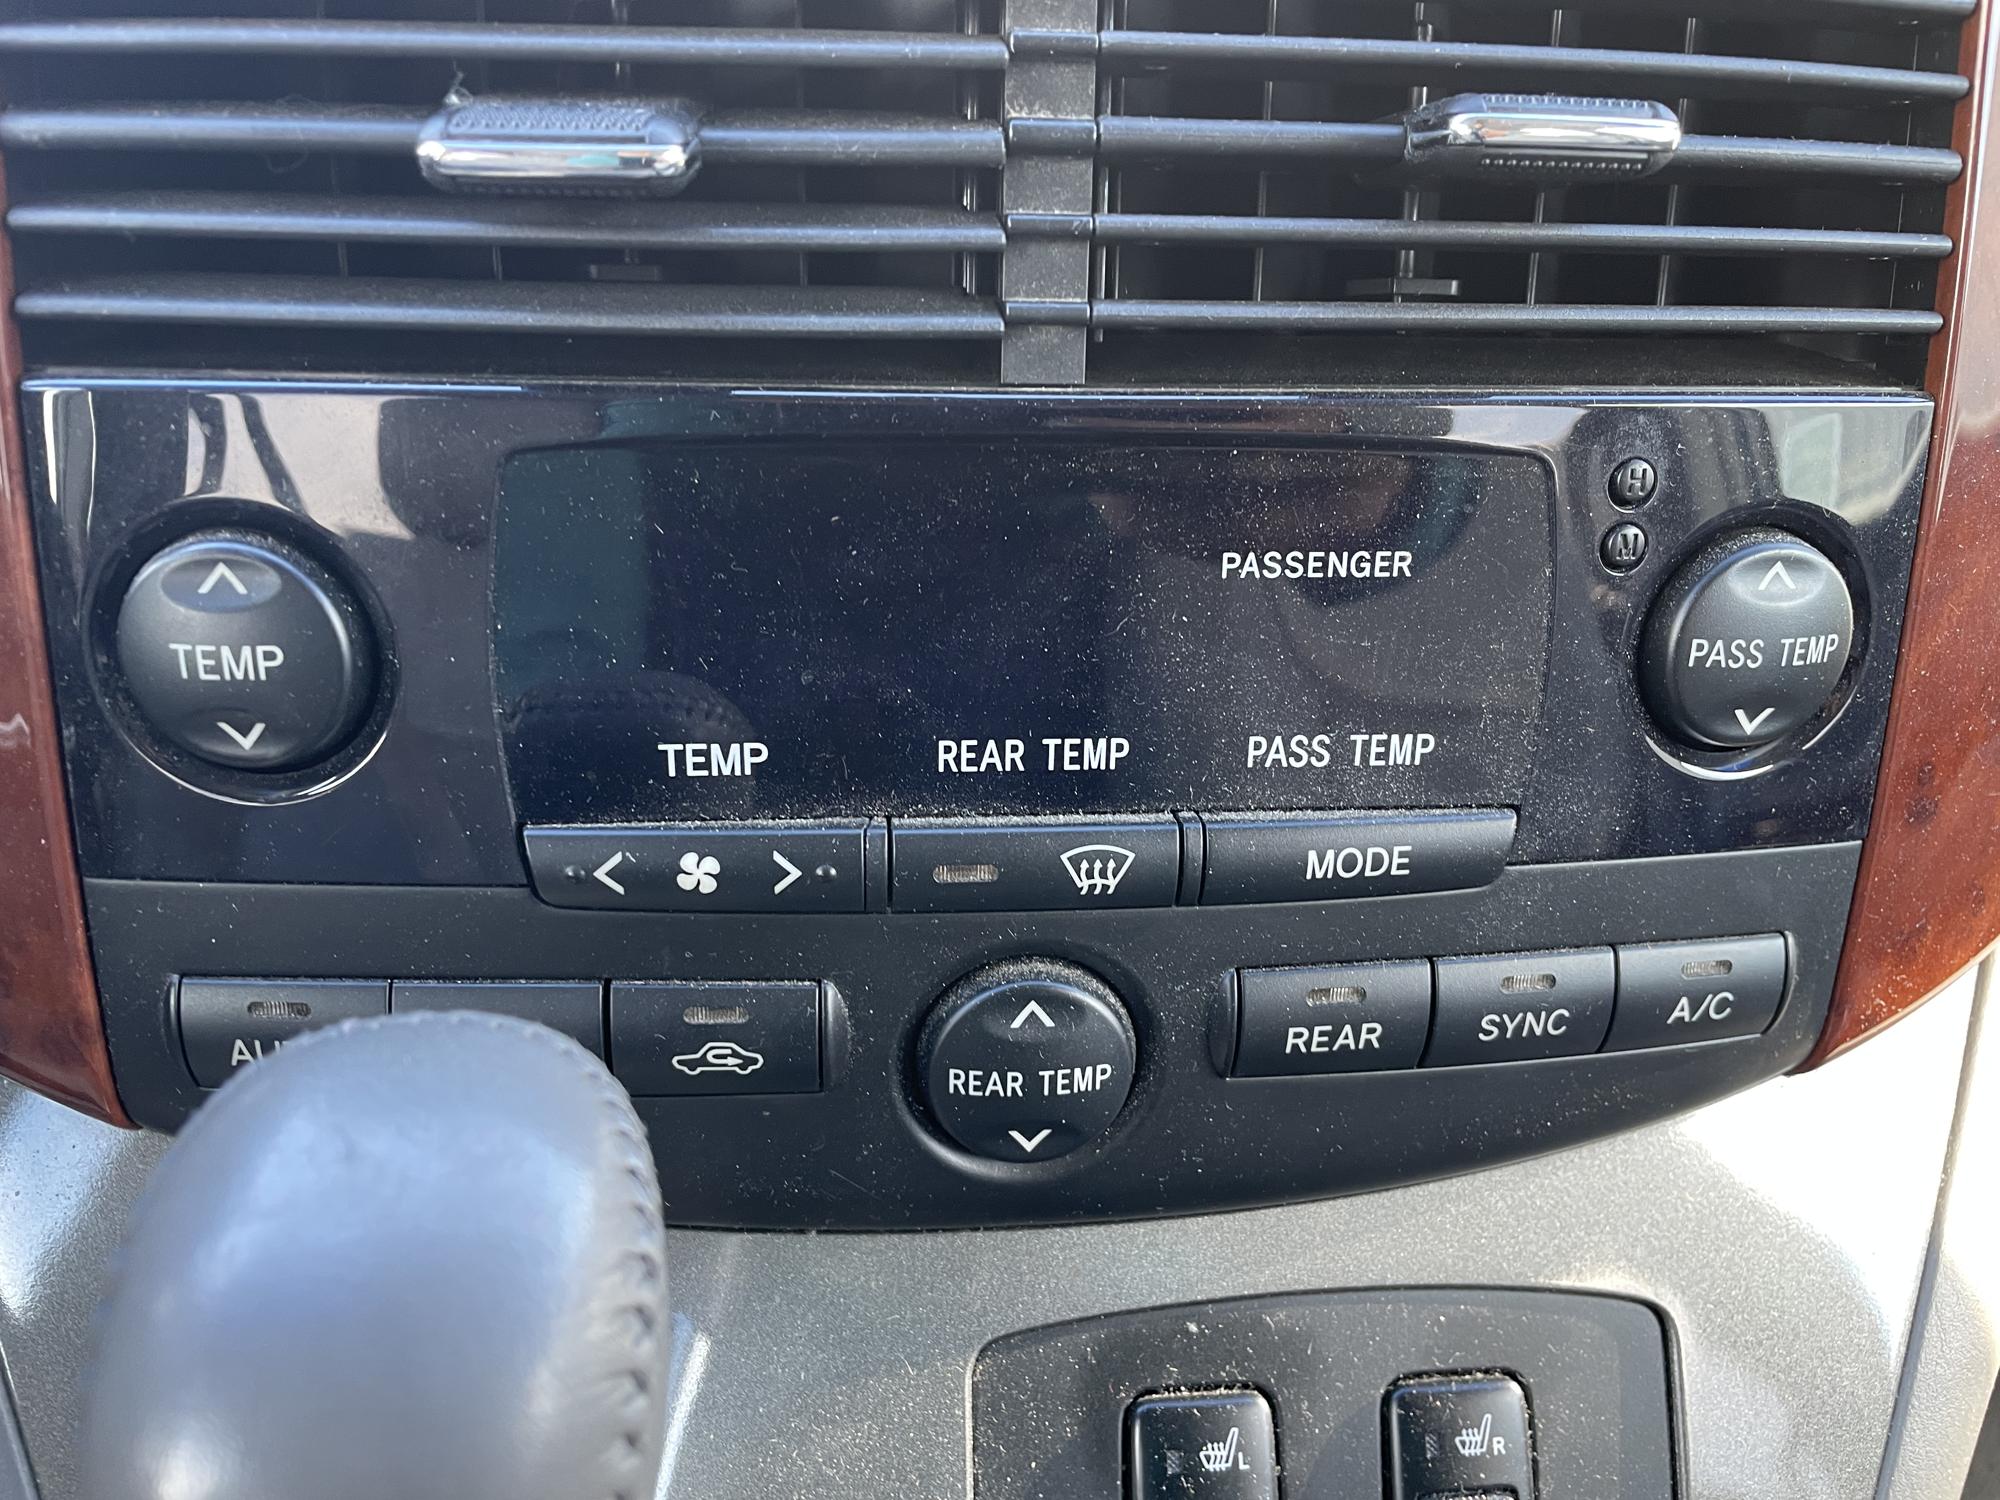 H
M
PASSENGER
TEMP
PASS TEMP
TEMP
REAR TEMP
PASS TEMP
MODE
REAR TEMP
REAR
SYNC
A/C
L
R